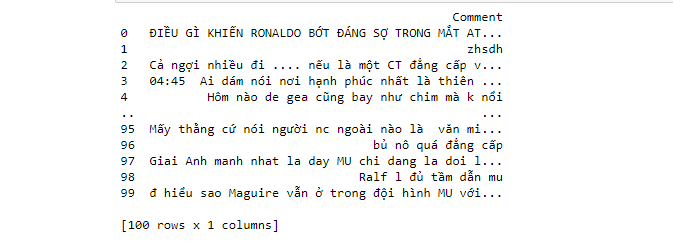 Comment
0 ĐIỀU GÌ KHIẾN RONALDO BỚT ĐÁNG SỢ TRONG MẮT AT...
1 zhsdh
2 Cả ngợi nhiều đi .... nếu là một CT đẳng cấp v...
3 04:45 Ai dám nói nơi hạnh phúc nhất là thiên ...
4 Hôm nào de gea cũng bay như chim mà k nổi
.. ...
95 Mấy thằng cứ nói người nc ngoài nào là văn mi...
96 bủ nô quá đẳng cấp
97 Giai Anh manh nhat la day MU chi dang la doi l...
98 Ralf l đủ tầm dẫn mu
99 đ hiểu sao Maguire vẫn ở trong đội hình MU với...
[100 rows x 1 columns]